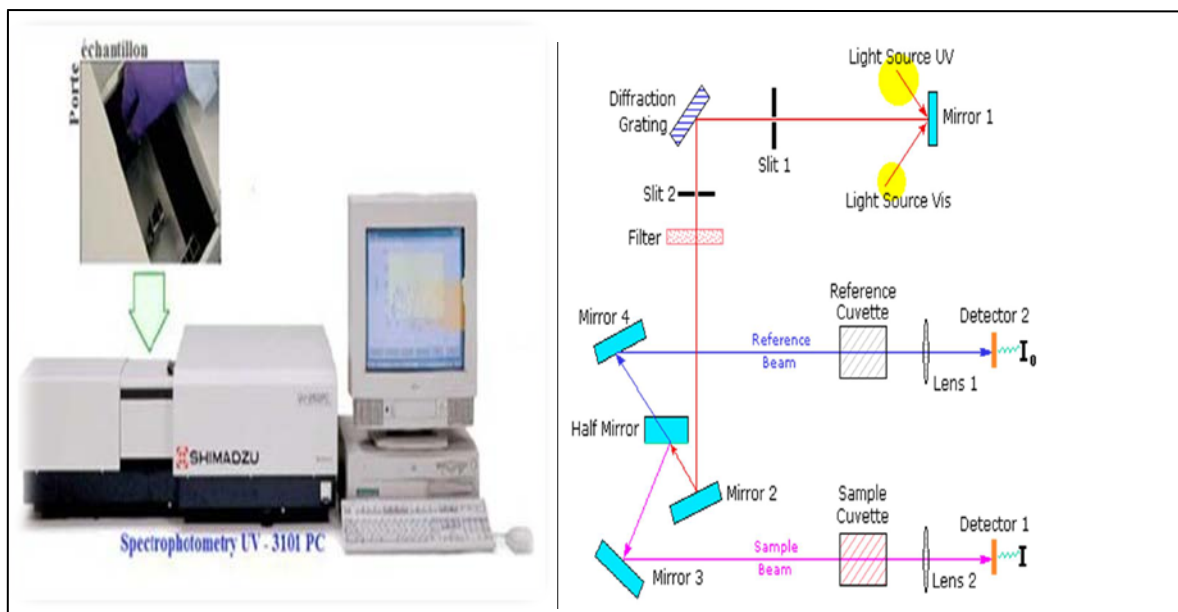 échantillon
Porte
SHIMADZU
Spectrophotometry UV - 3101 PC
Light Source UV
Diffraction
Grating
Mirror 1
Slit 1
Slit 2
Light Source Vis
Filter
Mirror 4
Reference
Cuvette
Detector 2
Reference
Beam
I0
Lens 1
Half Mirror
Mirror 2
Sample
Cuvette
Detector 1
Sample
Beam
I
Mirror 3
Lens 2